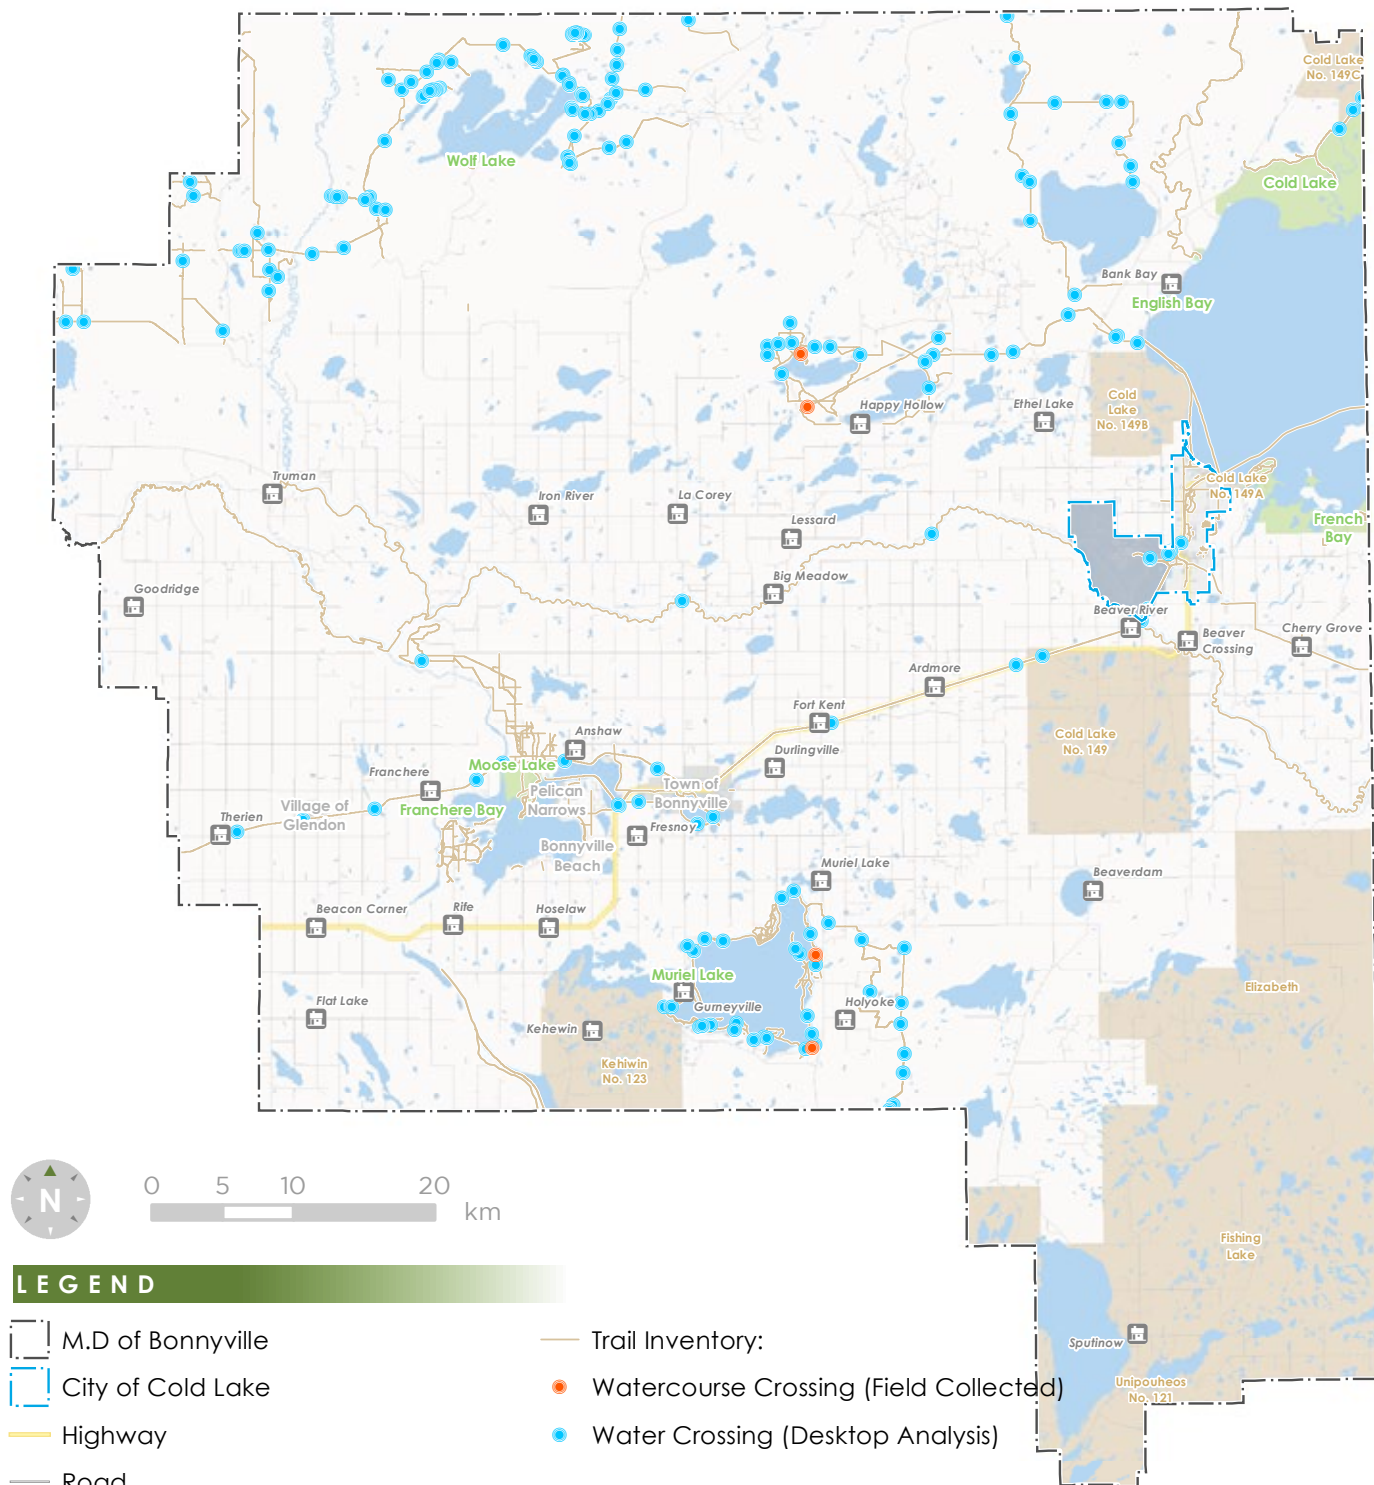 Cold Lake
No. 149C
Wolf Lake
Cold Lake
Bank Bay
English Bay
Happy Hollow
Ethel Lake
Cold
Lake
No. 149B
Truman
Iron River
La Corey
Cold Lake
No. 149A
Lessard
French
Bay
Big Meadow
Goodridge
Beaver River
Beaver
Crossing
Cherry Grove
Ardmore
Fort Kent
Anshaw
Cold Lake
No. 149
Durlingville
Moose Lake
Franchere
Town of
Bonnyville
Pelican
Narrows
Village of
Glendon
Franchere Bay
Therien
Fresnoy
Bonnyville
Beach
Muriel Lake
Beaverdam
Beacon Corner
Rife
Hoselaw
Muriel Lake
Elizabeth
Flat Lake
Gurneyville
Holyoke
Kehewin
Kehiwin
No. 123
N
0 5 10 20
km
Fishing
Lake
LEGEND
M.D of Bonnyville
City of Cold Lake
Highway
Road
Trail Inventory:
Watercourse Crossing (Field Collected)
Water Crossing (Desktop Analysis)
Sputinow
Unipouheos
No. 121